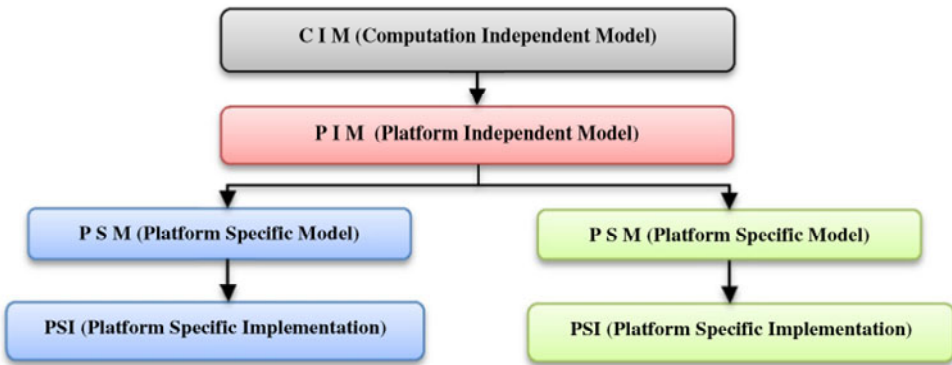 C I M (Computation Independent Model)
P I M (Platform Independent Model)
P S M (Platform Specific Model)
P S M (Platform Specific Model)
PSI (Platform Specific Implementation)
PSI (Platform Specific Implementation)